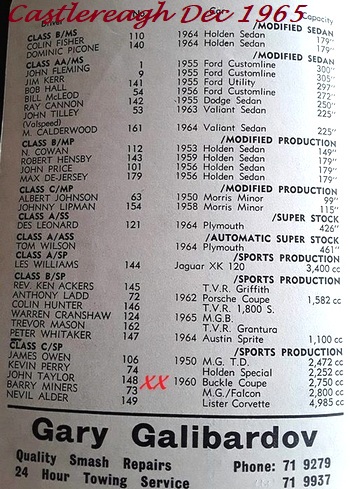 Castlereagh Dec 1965
Driver No. Car Capacity
CLASS B/MS /MODIFIED SEDAN
COLIN FISHER 110 1964 Holden Sedan 179"
DOMINIC PICONE 140 1964 Holden Sedan 179"
CLASS AA/MS /MODIFIED SEDAN
JOHN FLEMING 1 1955 Ford Customline 300"
JIM KERR 9 1955 Ford Customline 305"
BOB HALL 141 1955 Ford Utility 297"
BILL McLEOD 54 1956 Ford Customline 272"
RAY CANNON 142 1955 Dodge Sedan 250"
JOHN TILLEY 53 1963 Valiant Sedan
(Volspeed) 225"
M. CALDERWOOD 161 1964 Valiant Sedan 225"
CLASS B/MP /MODIFIED PRODUCTION
N. COWAN 112 1953 Holden Sedan 149"
ROBERT HENSBY 143 1959 Holden Sedan 179"
JOHN PRICE 101 1956 Holden Sedan 179"
MAX DE-JERSEY 179 1956 Holden Sedan 179"
CLASS C/MP /MODIFIED PRODUCTION
ALBERT JOHNSON 63 1950 Morris Minor 99"
JOHNNY LIPMAN 154 1958 Morris Minor 115"
CLASS A/SS /SUPER STOCK
DES LEONARD 121 1964 Plymouth 426"
CLASS A/ASS /AUTOMATIC SUPER STOCK
TOM WILSON 1964 Plymouth 461"
CLASS A/SP /SPORTS PRODUCTION
LES WILLIAMS 144 Jaguar XK 120 3,400 cc
CLASS B/SP /SPORTS PRODUCTION
REV. KEN ACKERS 145 T.V.R. Griffith
ANTHONY LADD 72 1962 Porsche Coupe 1,582 cc
COLIN HUNTER 146 T.V.R. 1,800 S.
WARREN CRANSHAW 124 1965 M.G.B.
TREVOR MASON 162 T.V.R. Grantura
PETER WHITAKER 147 1964 Austin Sprite 1,100 cc
CLASS C/SP /SPORTS PRODUCTION
JAMES OWEN 106 1950 M.G. T.D. 2,472 cc
KEVIN PERRY 74 Holden Special 2,252 cc
JOHN TAYLOR 148 XX 1960 Buckle Coupe 2,750 cc
BARRY MINERS 73 M.G./Falcon 2,800 cc
NEVIL ALDER 149 Lister Corvette 4,985 cc
Gary Galibardov
Quality Smash Repairs Phone: 71 9279
24 Hour Towing Service 71 9937